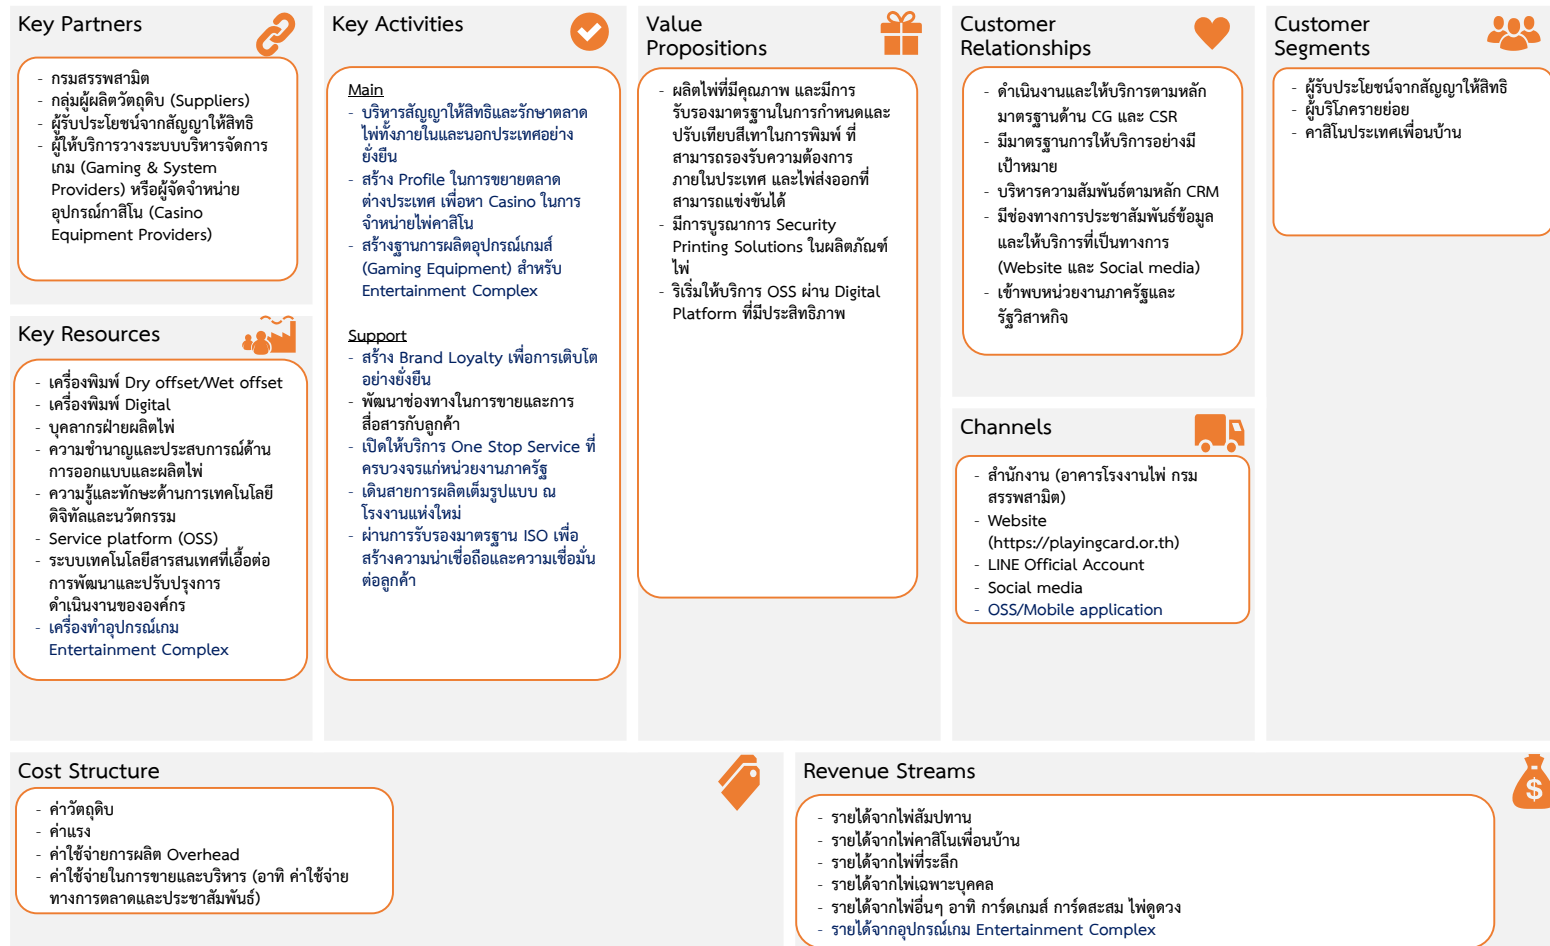 Key Partners
- กรมสรรพสามิต
- กลุ่มผู้ผลิตวัตถุดิบ (Suppliers)
- ผู้รับประโยชน์จากสัญญาให้สิทธิ
- ผู้ให้บริการวางระบบบริหารจัดการ
เกม (Gaming & System
Providers) หรือผู้จัดจำหน่าย
อุปกรณ์กาสิโน (Casino
Equipment Providers)
Key Resources
- เครื่องพิมพ์ Dry offset/Wet offset
- เครื่องพิมพ์ Digital
- บุคลากรฝ่ายผลิตไพ่
- ความชำนาญและประสบการณ์ด้าน
การออกแบบและผลิตไพ่
- ความรู้และทักษะด้านการเทคโนโลยี
ดิจิทัลและนวัตกรรม
- Service platform (OSS)
- ระบบเทคโนโลยีสารสนเทศที่เอื้อต่อ
การพัฒนาและปรับปรุงการ
ดำเนินงานขององค์กร
- เครื่องทำอุปกรณ์เกม
Entertainment Complex
Key Activities
Main
- บริหารสัญญาให้สิทธิและรักษาตลาด
ไพ่ทั้งภายในและนอกประเทศอย่าง
ยั่งยืน
- สร้าง Profile ในการขยายตลาด
ต่างประเทศ เพื่อหา Casino ในการ
จำหน่ายไพ่คาสิโน
- สร้างฐานการผลิตอุปกรณ์เกมส์
(Gaming Equipment) สำหรับ
Entertainment Complex
Support
- สร้าง Brand Loyalty เพื่อการเติบโต
อย่างยั่งยืน
- พัฒนาช่องทางในการขายและการ
สื่อสารกับลูกค้า
- เปิดให้บริการ One Stop Service ที่
ครบวงจรแก่หน่วยงานภาครัฐ
- เดินสายการผลิตเต็มรูปแบบ ณ
โรงงานแห่งใหม่
- ผ่านการรับรองมาตรฐาน ISO เพื่อ
สร้างความน่าเชื่อถือและความเชื่อมั่น
ต่อลูกค้า
Value
Propositions
- ผลิตไพ่ที่มีคุณภาพ และมีการ
รับรองมาตรฐานในการกำหนดและ
ปรับเทียบสีเทาในการพิมพ์ ที่
สามารถรองรับความต้องการ
ภายในประเทศ และไพ่ส่งออกที่
สามารถแข่งขันได้
- มีการบูรณาการ Security
Printing Solutions ในผลิตภัณฑ์
ไพ่
- ริเริ่มให้บริการ OSS ผ่าน Digital
Platform ที่มีประสิทธิภาพ
Customer
Relationships
- ดำเนินงานและให้บริการตามหลัก
มาตรฐานด้าน CG และ CSR
- มีมาตรฐานการให้บริการอย่างมี
เป้าหมาย
- บริหารความสัมพันธ์ตามหลัก CRM
- มีช่องทางการประชาสัมพันธ์ข้อมูล
และให้บริการที่เป็นทางการ
(Website และ Social media)
- เข้าพบหน่วยงานภาครัฐและ
รัฐวิสาหกิจ
Channels
- สำนักงาน (อาคารโรงงานไพ่ กรม
สรรพสามิต)
- Website
(https://playingcard.or.th)
- LINE Official Account
- Social media
- OSS/Mobile application
Customer
Segments
- ผู้รับประโยชน์จากสัญญาให้สิทธิ
- ผู้บริโภครายย่อย
- คาสิโนประเทศเพื่อนบ้าน
Cost Structure
- ค่าวัตถุดิบ
- ค่าแรง
- ค่าใช้จ่ายการผลิต Overhead
- ค่าใช้จ่ายในการขายและบริหาร (อาทิ ค่าใช้จ่าย
ทางการตลาดและประชาสัมพันธ์)
Revenue Streams
- รายได้จากไพ่สัมปทาน
- รายได้จากไพ่คาสิโนเพื่อนบ้าน
- รายได้จากไพ่ที่ระลึก
- รายได้จากไพ่เฉพาะบุคคล
- รายได้จากไพ่อื่นๆ อาทิ การ์ดเกมส์ การ์ดสะสม ไพ่ดูดวง
- รายได้จากอุปกรณ์เกม Entertainment Complex
$